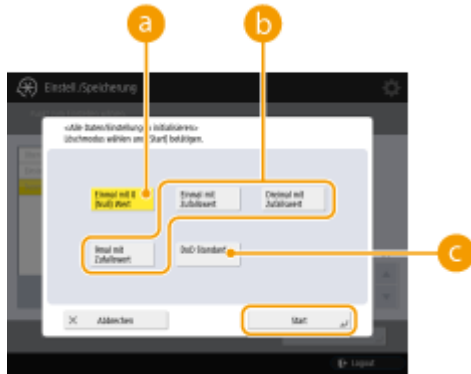 a
b
Einstell./Speicherung
<Alle Daten/Einstellungen initialisieren>
Löschmodus wählen und [Start] betätigen.
Einmal mit 0
(Null) Wert
Einmal mit
Zufallswert
Dreimal mit
Zufallswert
9mal mit
Zufallswert
DoD-Standard
c
Abbrechen
Start
Logout